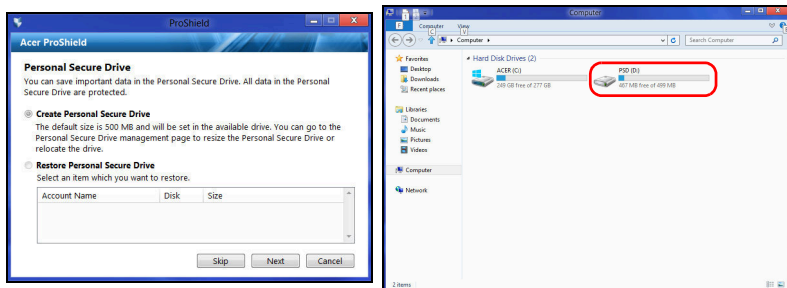 ProShield
Acer ProShield
Personal Secure Drive
You can save important data in the Personal Secure Drive. All data in the Personal
Secure Drive are protected.
Create Personal Secure Drive
The default size is 500 MB and will be set in the available drive. You can go to the
Personal Secure Drive management page to resize the Personal Secure Drive or
relocate the drive.
Restore Personal Secure Drive
Select an item which you want to restore.
Account Name Disk Size
Skip Next Cancel
Computer
F Computer View
C V
Computer
Search Computer
Favorites
Desktop
Downloads
Recent places
Libraries
Documents
Music
Pictures
Videos
Computer
Network
Hard Disk Drives (2)
ACER (C:)
249 GB free of 277 GB
PSD (D:)
467 MB free of 499 MB
2 items